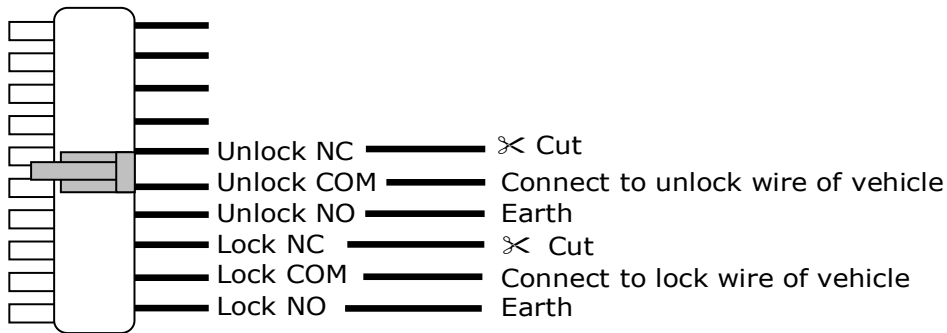 Unlock NC ✂ Cut
Unlock COM Connect to unlock wire of vehicle
Unlock NO Earth
Lock NC ✂ Cut
Lock COM Connect to lock wire of vehicle
Lock NO Earth